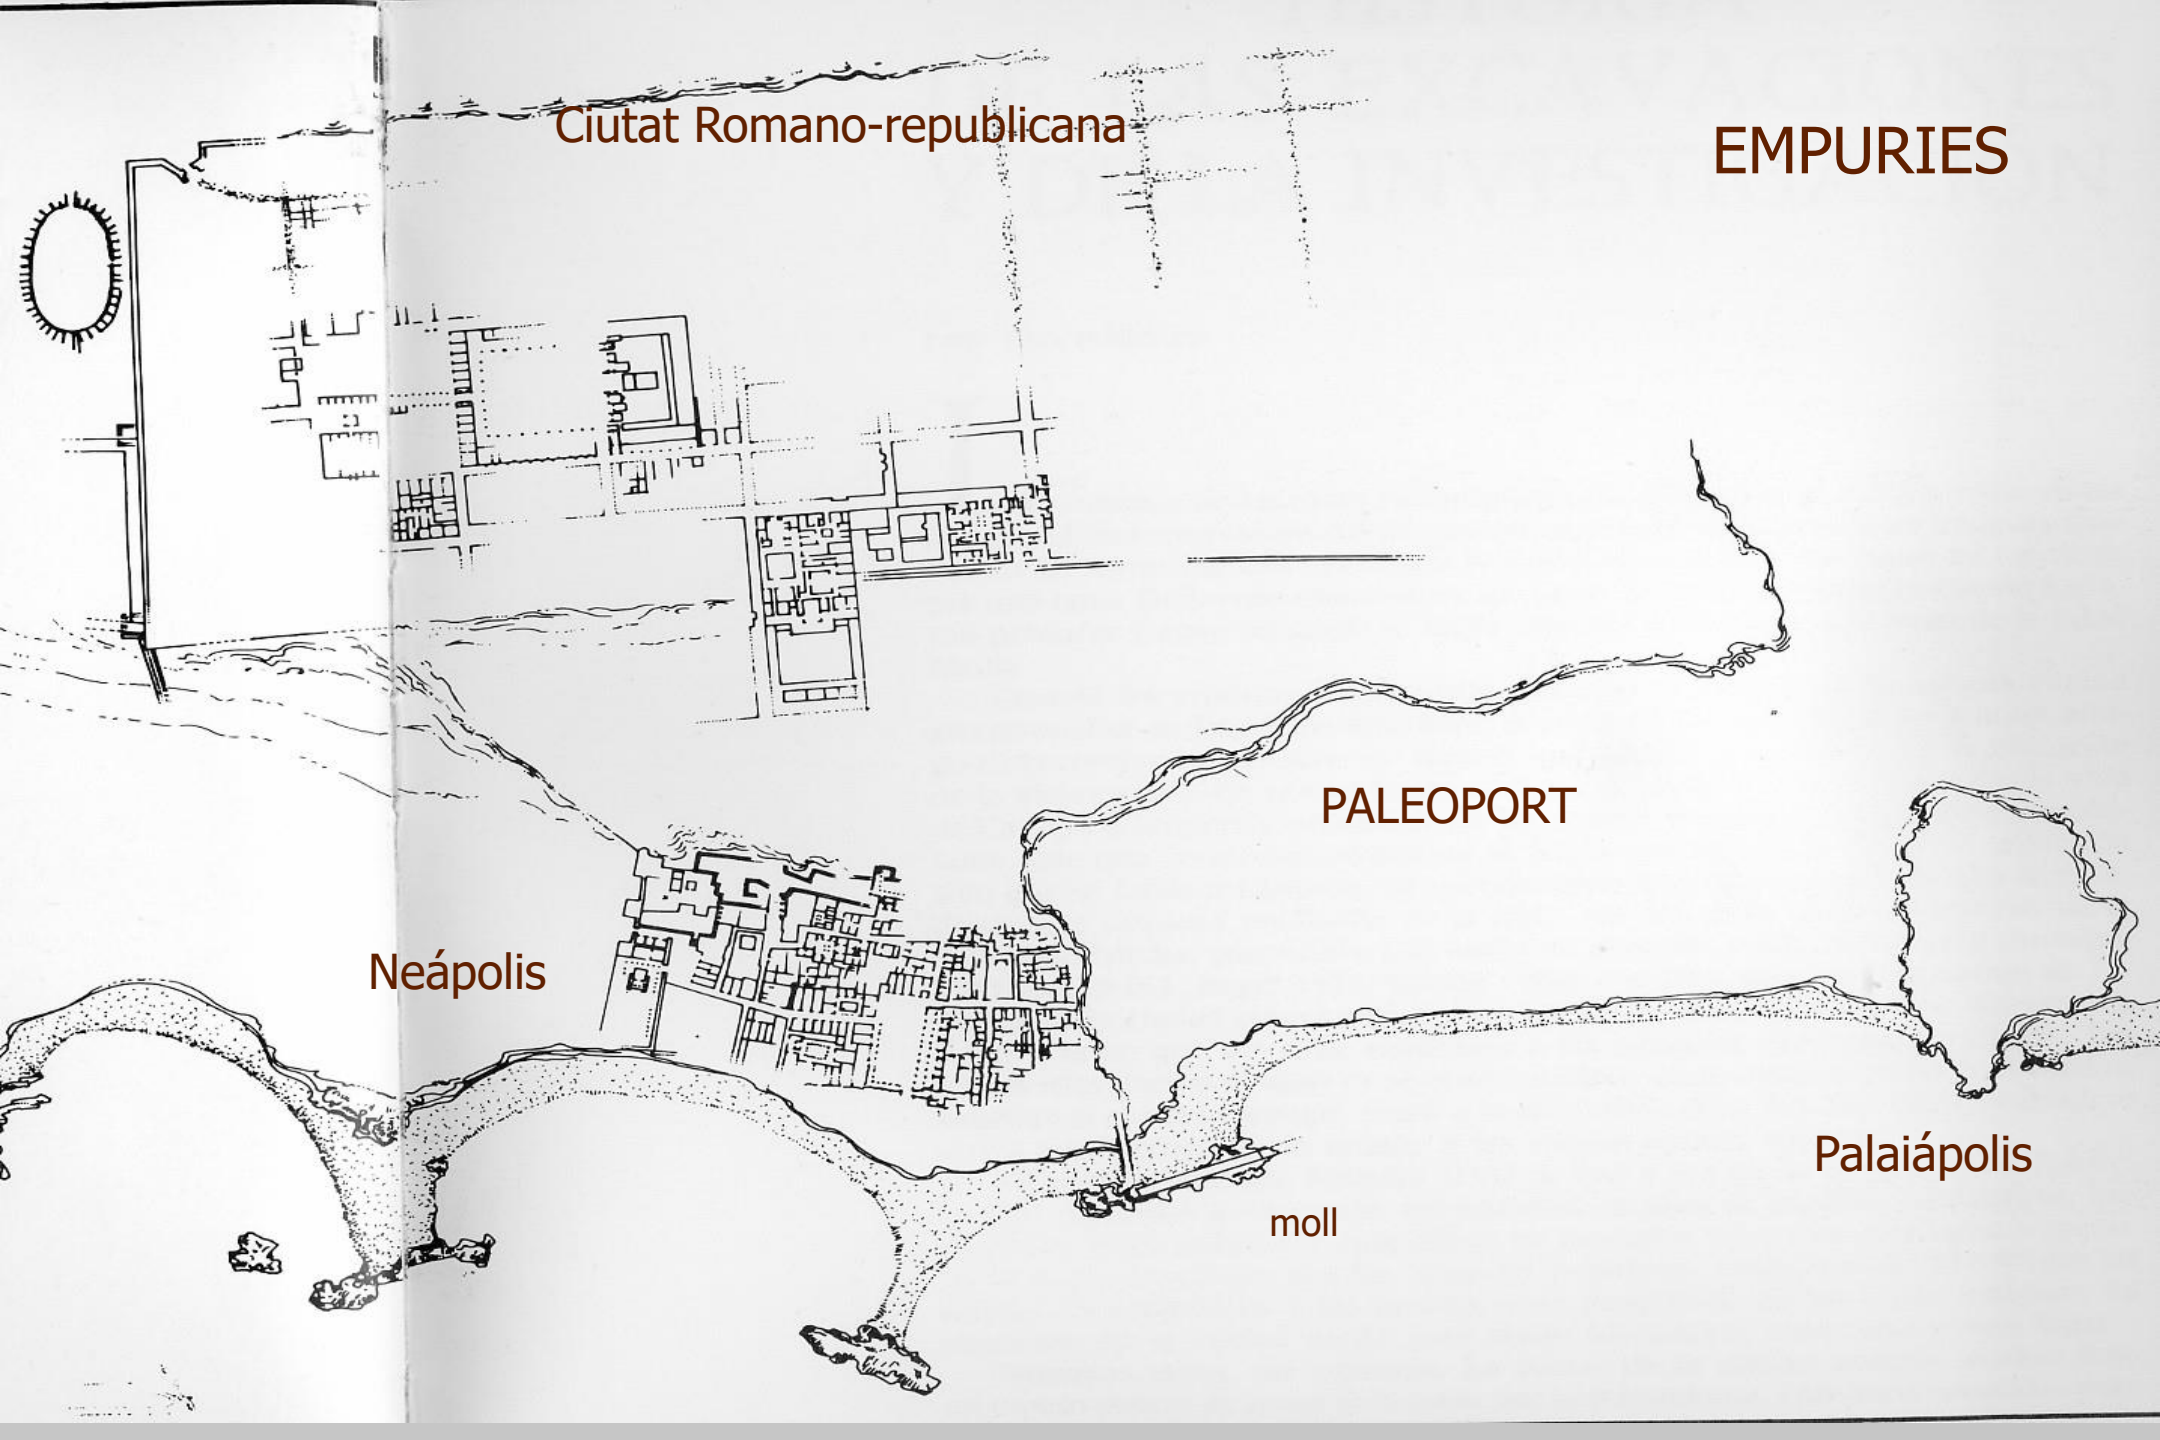 Ciutat Romano-republicana
EMPURIES
PALEOPORT
Neápolis
Palaiápolis
moll